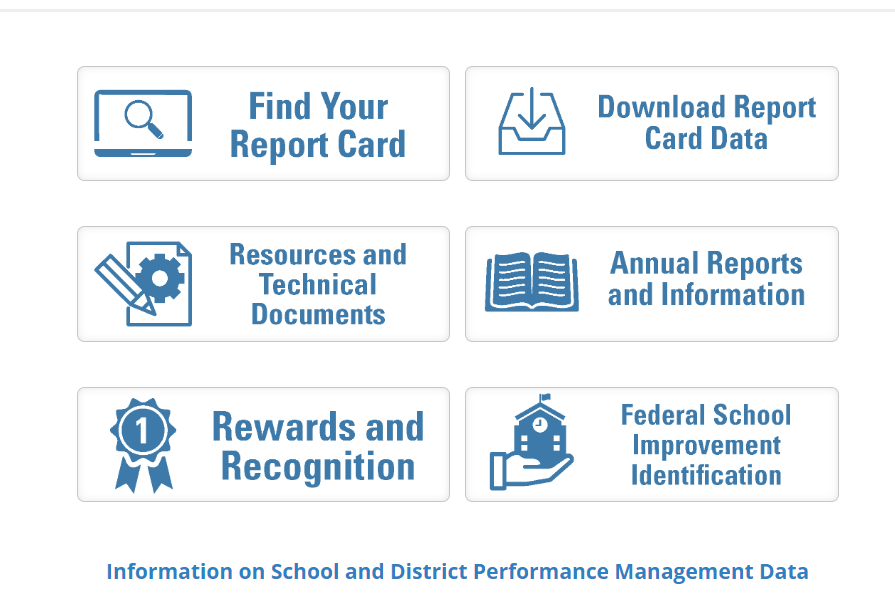 Find Your
Report Card
Download Report
Card Data
Resources and
Technical
Documents
Annual Reports
and Information
1
Rewards and
Recognition
Federal School
Improvement
Identification
Information on School and District Performance Management Data